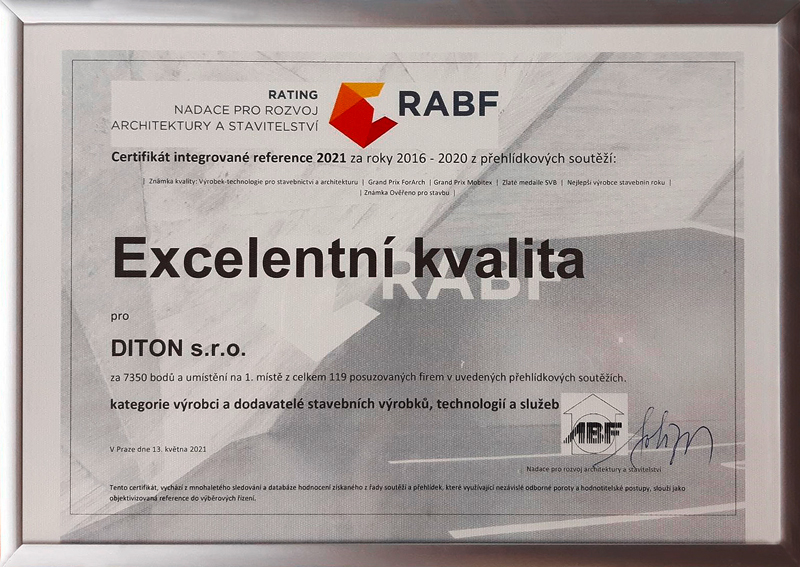 RATING
NADACE PRO ROZVOJ
ARCHITEKTURY A STAVITELSTVÍ
RABF
Certifikát integrované reference 2021 za roky 2016 - 2020 z přehlídkových soutěží:
| Známka kvality: Výrobek-technologie pro stavebnictví a architekturu | Grand Prix ForArch | Grand Prix Mobitex | Zlaté medaile SVB | Nejlepší výrobce stavebnin roku |
| Známka Ověřeno pro stavbu |
Excelentní kvalita
RABF
pro
DITON s.r.o.
za 7350 bodů a umístění na 1. místě z celkem 119 posuzovaných firem v uvedených přehlídkových soutěžích.
kategorie výrobci a dodavatelé stavebních výrobků, technologií a služeb
ABF
V Praze dne 13. května 2021
Nadace pro rozvoj architektury a stavitelství
Tento certifikát, vychází z mnohaletého sledování a databáze hodnocení získaného z řady soutěží a přehlídek, které využívající nezávislé odborné poroty a hodnotitelské postupy, slouží jako
objektivizovaná reference do výběrových řízení.